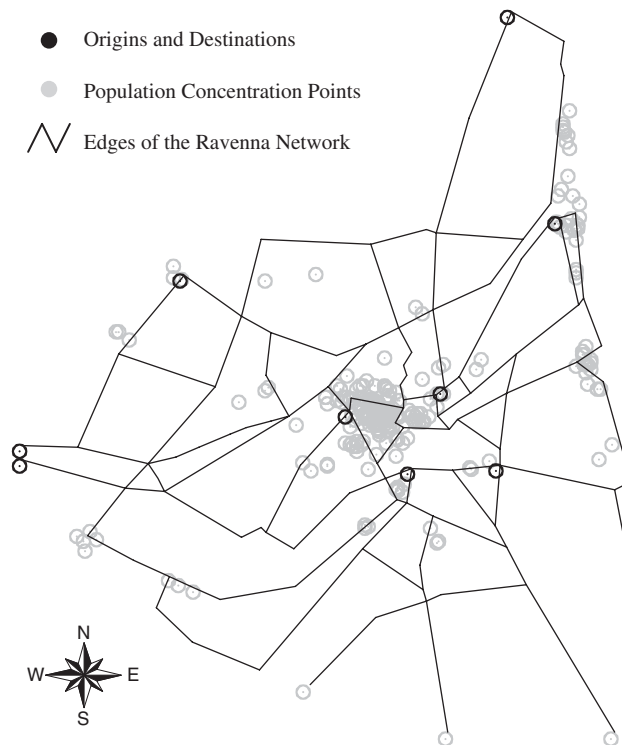 Origins and Destinations
Population Concentration Points
Edges of the Ravenna Network
N
W E
S